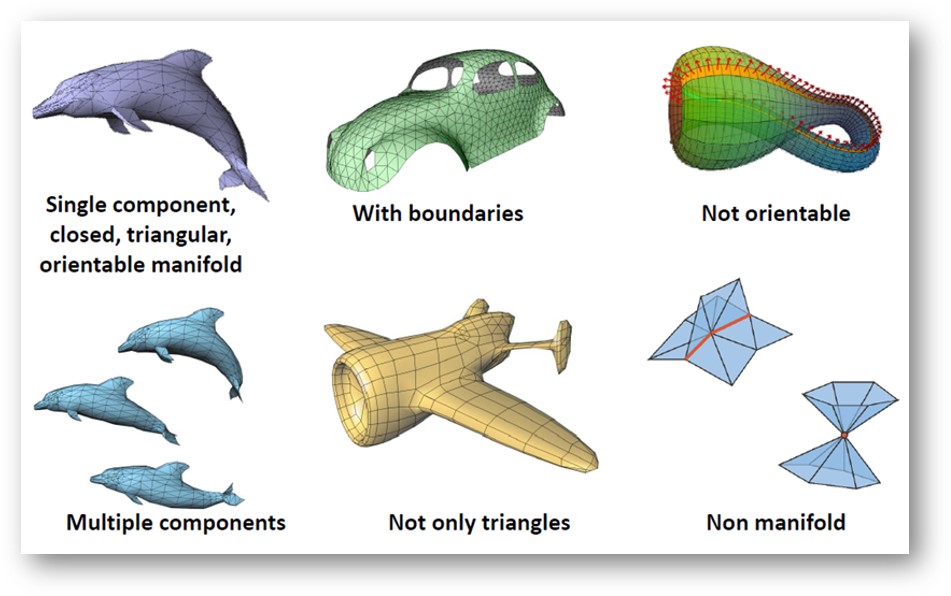 Single component,
closed, triangular,
orientable manifold
With boundaries
Not orientable
Multiple components
Not only triangles
Non manifold